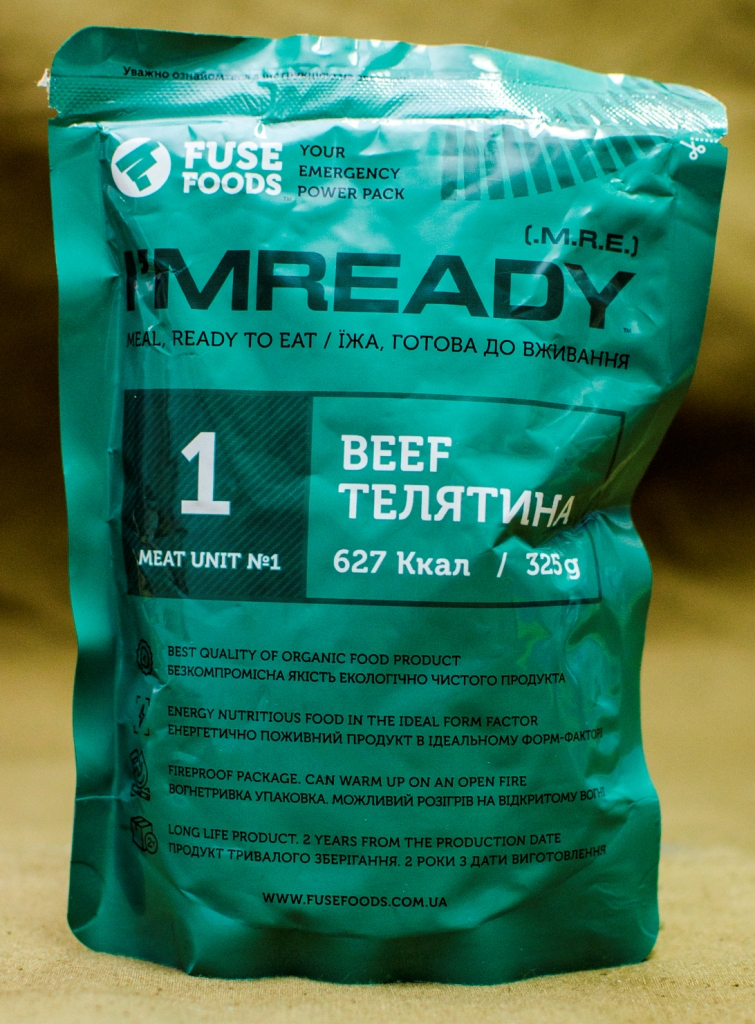 Уважно
FUSE
FOODS
YOUR
EMERGENCY
POWER PACK
(.M.R.E.)
I'MREADY
MEAL, READY TO EAT / ЇЖА, ГОТОВА ДО ВЖИВАННЯ
1
MEAT UNIT №1
BEEF
ТЕЛЯТИНА
627 Ккал / 325g
BEST QUALITY OF ORGANIC FOOD PRODUCT
БЕЗКОМПРОМІСНА ЯКІСТЬ ЕКОЛОГІЧНО ЧИСТОГО ПРОДУКТА
ENERGY NUTRITIOUS FOOD IN THE IDEAL FORM FACTOR
ЕНЕРГЕТИЧНО ПОЖИВНИЙ ПРОДУКТ В ІДЕАЛЬНОМУ ФОРМ-ФАКТОРІ
FIREPROOF PACKAGE. CAN WARM UP ON AN OPEN FIRE
ВОГНЕТРИВКА УПАКОВКА. МОЖЛИВИЙ РОЗІГРІВ НА ВІДКРИТОМУ ВОГНІ
LONG LIFE PRODUCT. 2 YEARS FROM THE PRODUCTION DATE
ПРОДУКТ ТРИВАЛОГО ЗБЕРІГАННЯ. 2 РОКИ З ДАТИ ВИГОТОВЛЕННЯ
WWW.FUSEFOODS.COM.UA